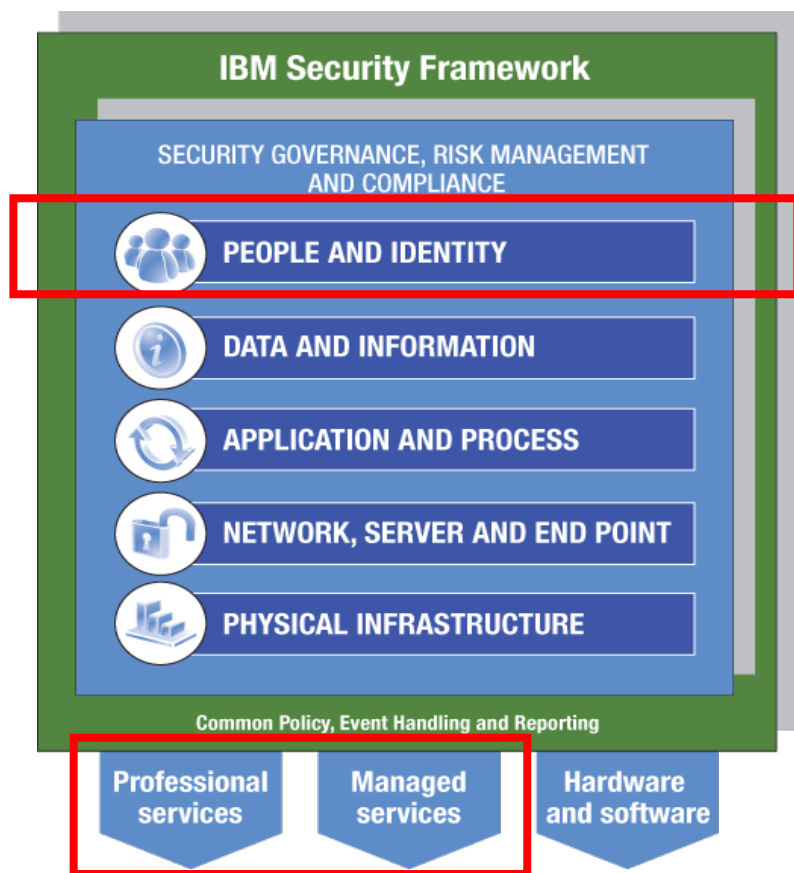 IBM Security Framework
SECURITY GOVERNANCE, RISK MANAGEMENT
AND COMPLIANCE
PEOPLE AND IDENTITY
DATA AND INFORMATION
APPLICATION AND PROCESS
NETWORK, SERVER AND END POINT
PHYSICAL INFRASTRUCTURE
Common Policy, Event Handling and Reporting
Professional
services
Managed
services
Hardware
and software